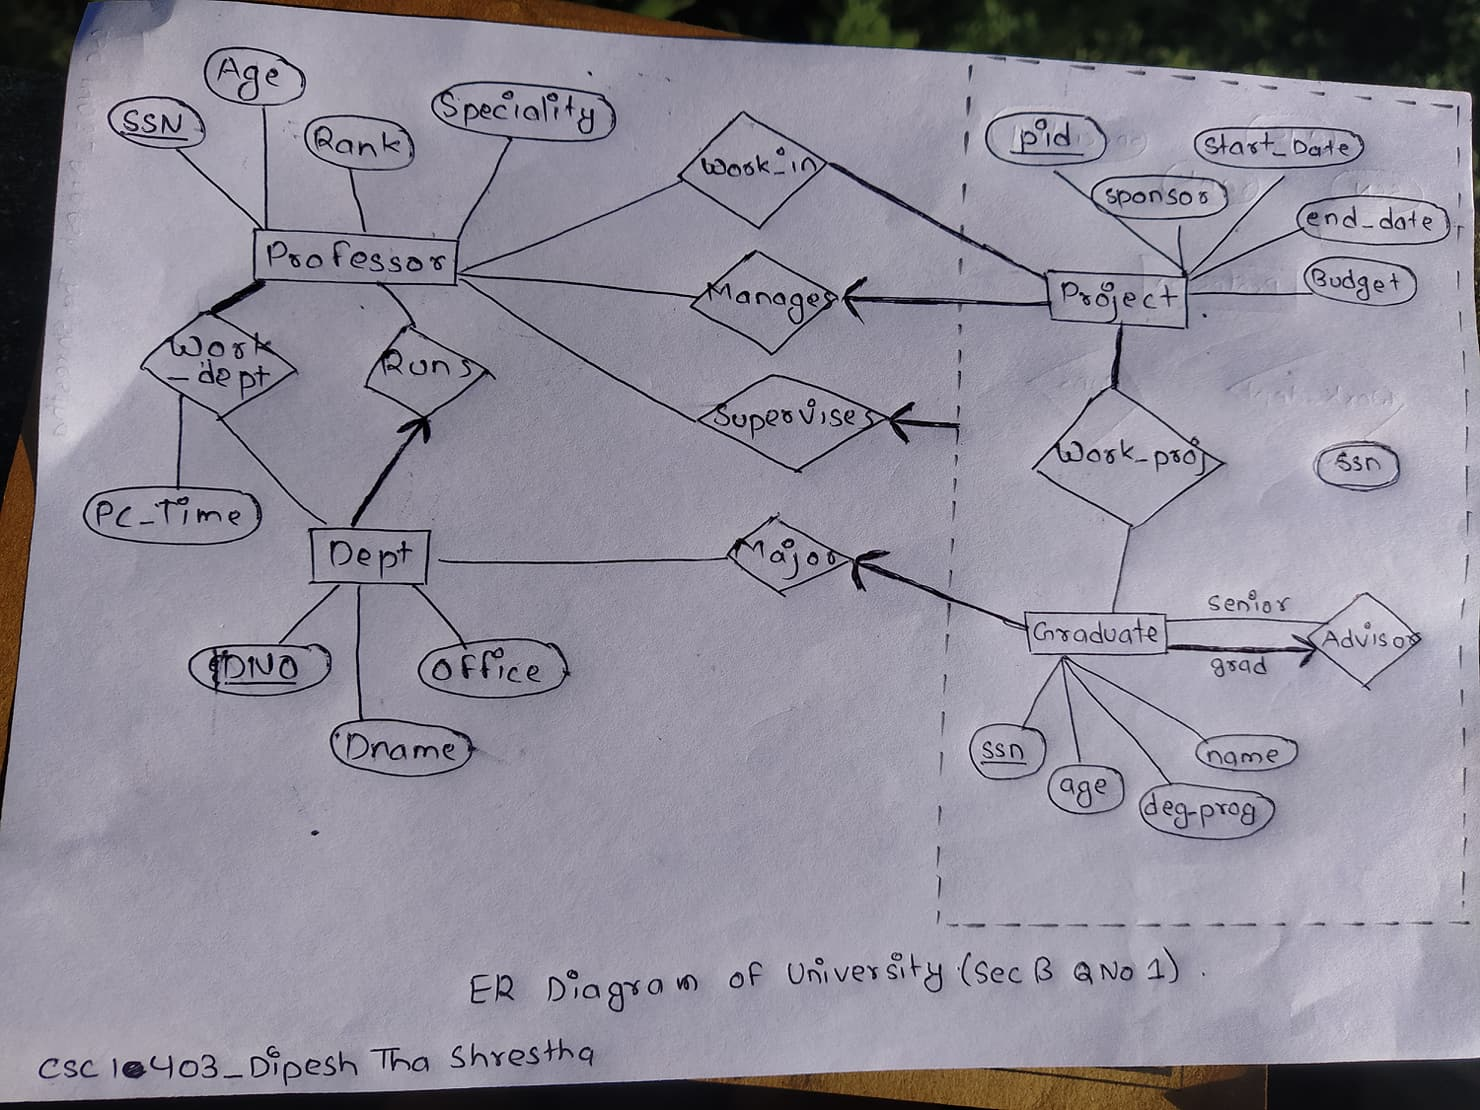 Age
SSN
Rank
Speciality
Work_in
pid
Start_Date
sponsor
end_date
Budget
Professor
Manages
Project
Work
_dept
Runs
Supervises
Work_proj
ssn
PC_Time
Dept
Major
Graduate
senior
grad
Advisor
DNO
Office
Dname
ssn
age
deg-prog
name
ER Diagram of University (Sec B Q No 1).
CSC 10403_Dipesh Tha Shrestha